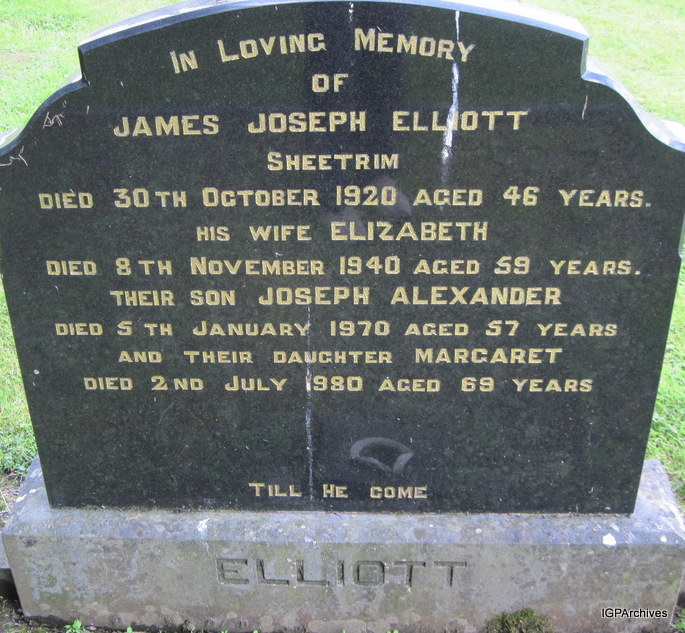 IN LOVING MEMORY
OF
JAMES JOSEPH ELLIOTT
SHEETRIM
DIED 30TH OCTOBER 1920 AGED 46 YEARS.
HIS WIFE ELIZABETH
DIED 8TH NOVEMBER 1940 AGED 59 YEARS.
THEIR SON JOSEPH ALEXANDER
DIED 5TH JANUARY 1970 AGED 57 YEARS
AND THEIR DAUGHTER MARGARET
DIED 2ND JULY 1980 AGED 69 YEARS
TILL HE COME
ELLIOTT
IGPArchives